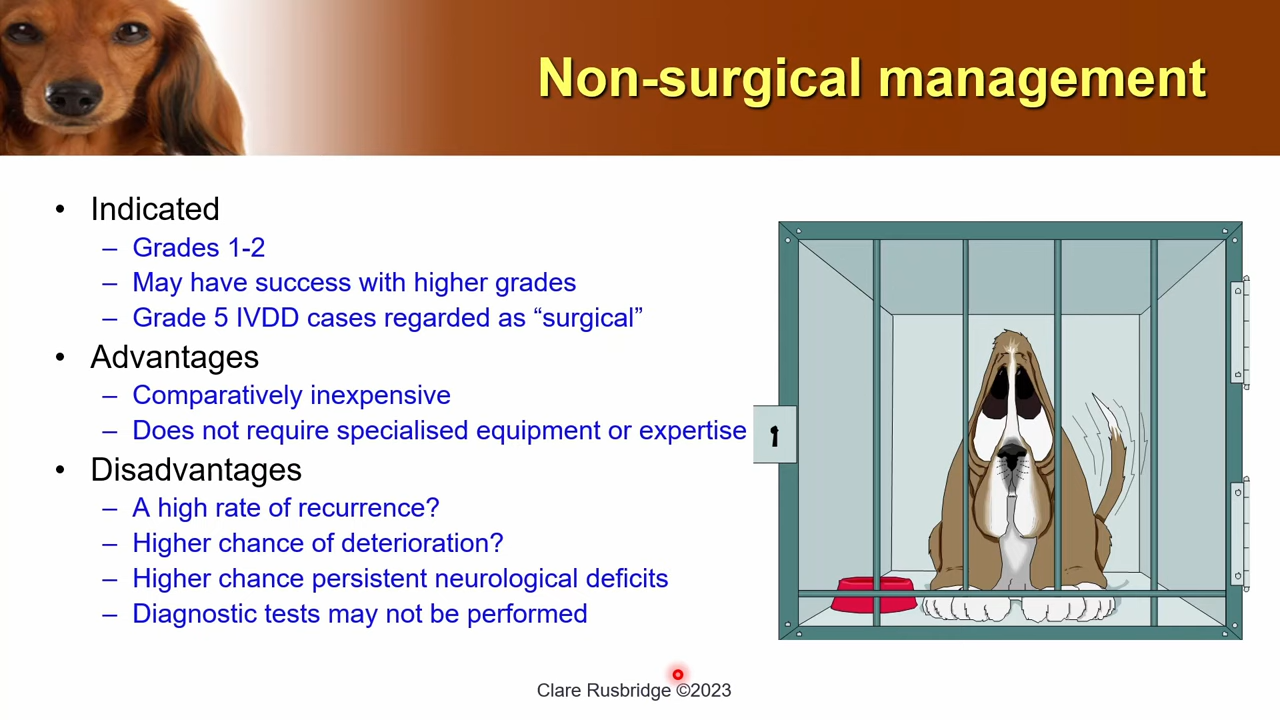 Non-surgical management
• Indicated
– Grades 1-2
– May have success with higher grades
– Grade 5 IVDD cases regarded as “surgical”
• Advantages
– Comparatively inexpensive
– Does not require specialised equipment or expertise
• Disadvantages
– A high rate of recurrence?
– Higher chance of deterioration?
– Higher chance persistent neurological deficits
– Diagnostic tests may not be performed
Clare Rusbridge ©2023